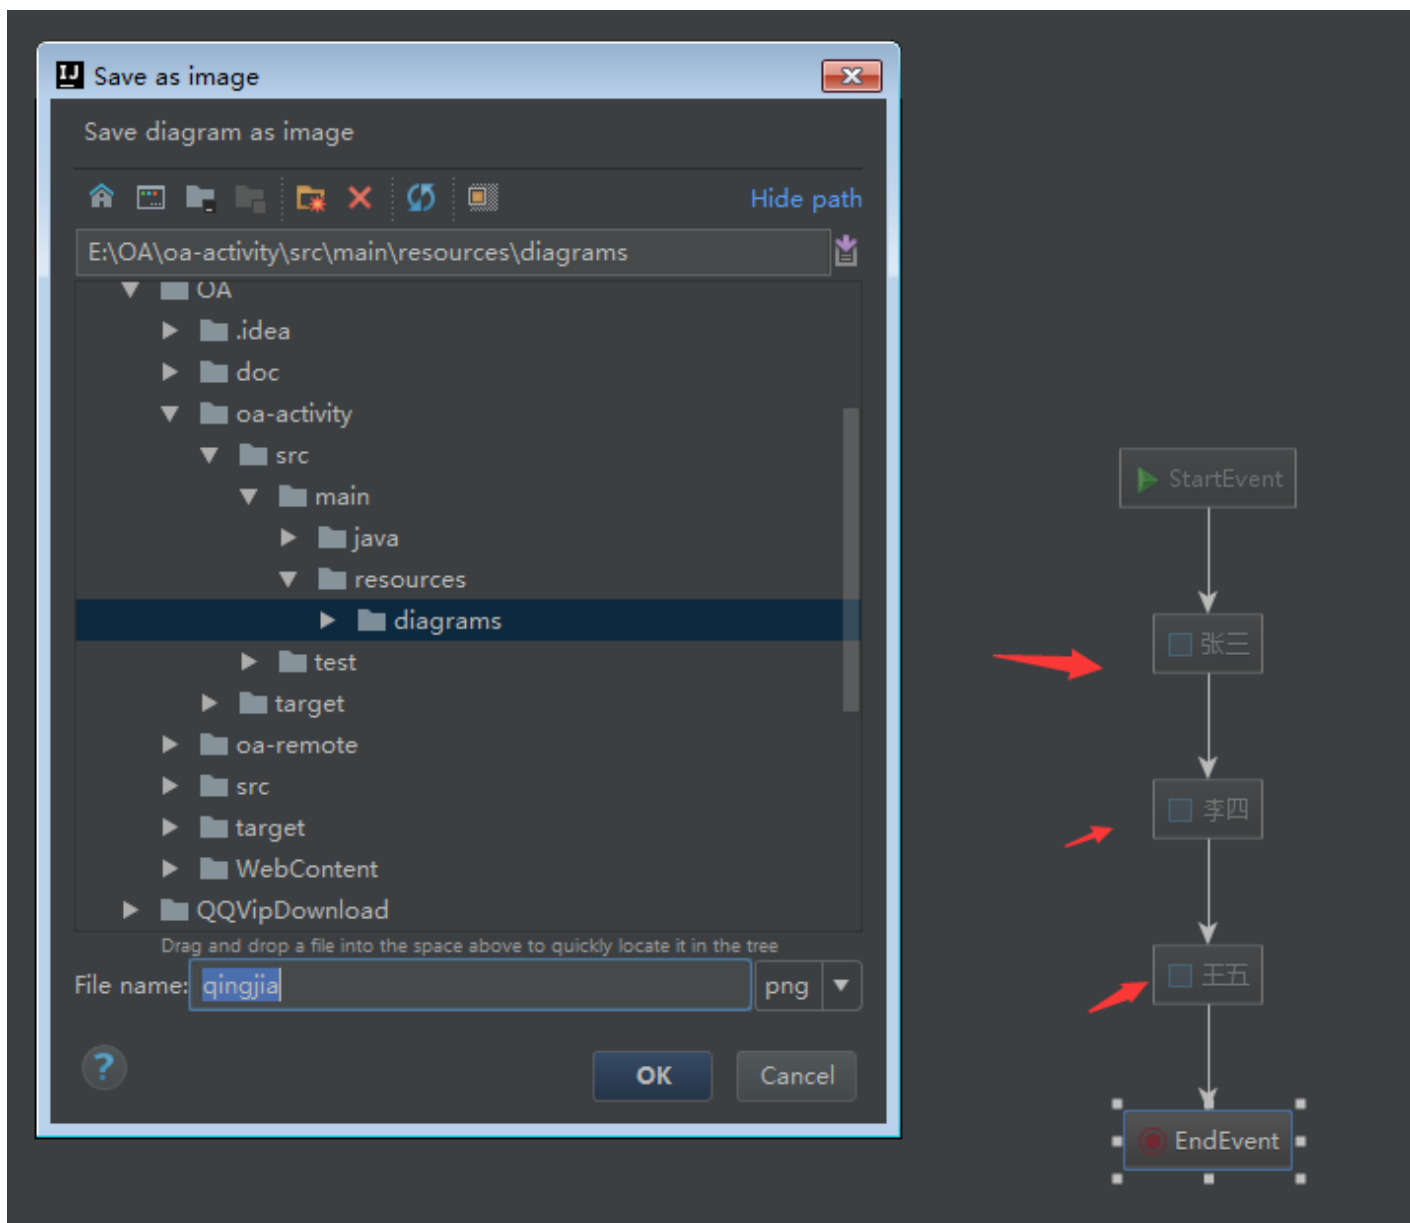 Save as image
Save diagram as image
Hide path
E:\OA\oa-activity\src\main\resources\diagrams
OA
.idea
doc
oa-activity
src
main
java
resources
diagrams
test
target
oa-remote
src
target
WebContent
QQVipDownload
Drag and drop a file into the space above to quickly locate it in the tree
File name: qingjia png
? OK Cancel
StartEvent
张三
李四
王五
EndEvent